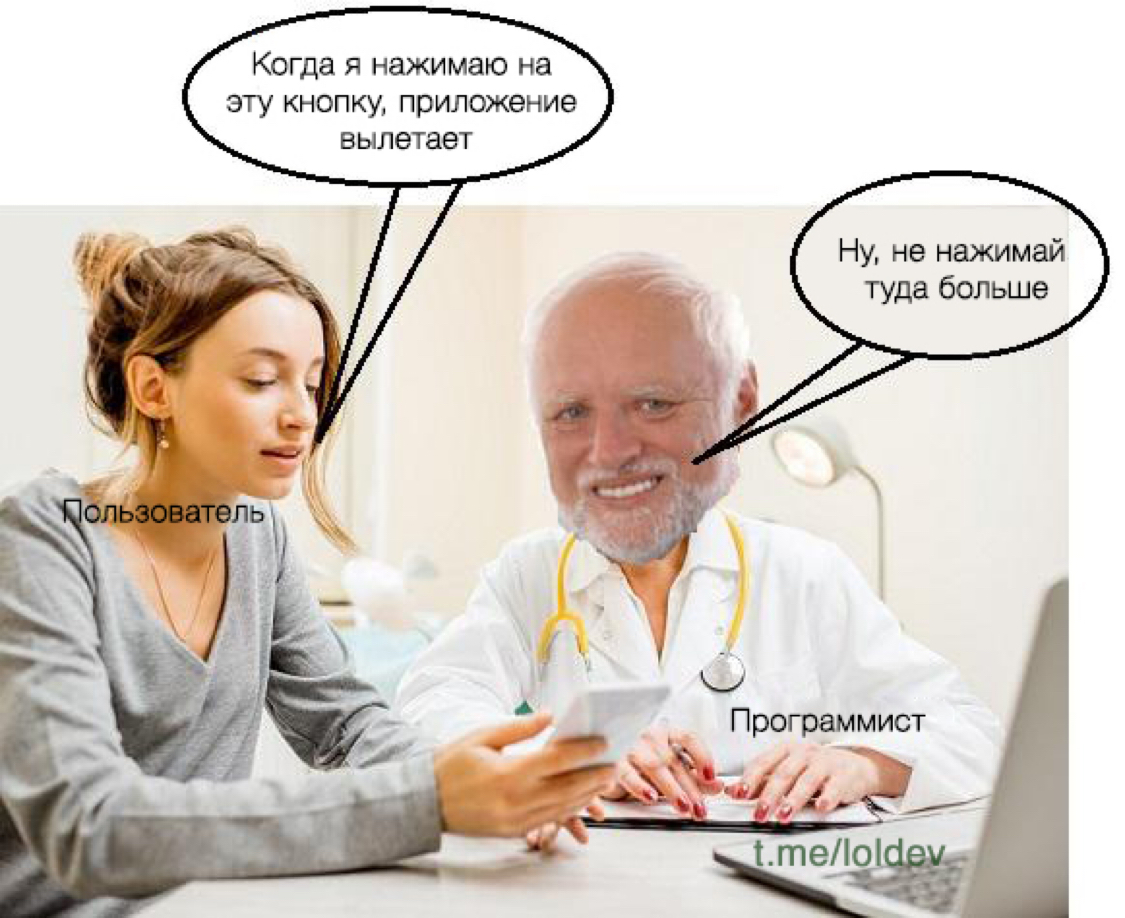 Когда я нажимаю на
эту кнопку, приложение
вылетает
Ну, не нажимай
туда больше
Пользователь
Программист
t.me/loldev